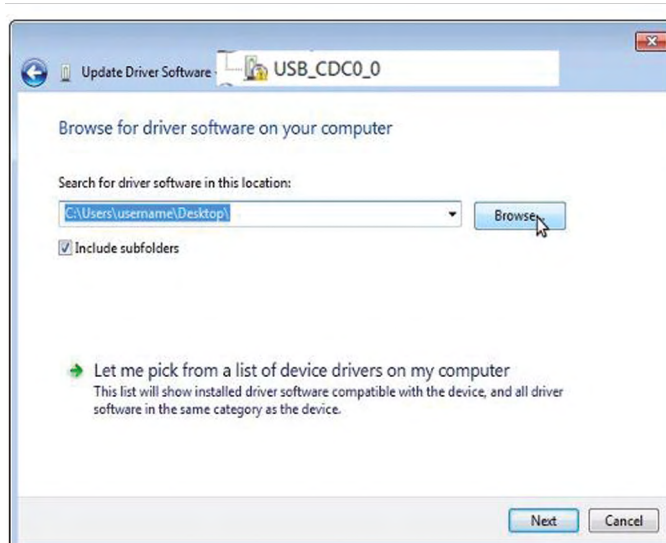 Update Driver Software - USB_CDC0_0
Browse for driver software on your computer
Search for driver software in this location:
C:\Users\username\Desktop\
Browse...
Include subfolders
Let me pick from a list of device drivers on my computer
This list will show installed driver software compatible with the device, and all driver
software in the same category as the device.
Next
Cancel